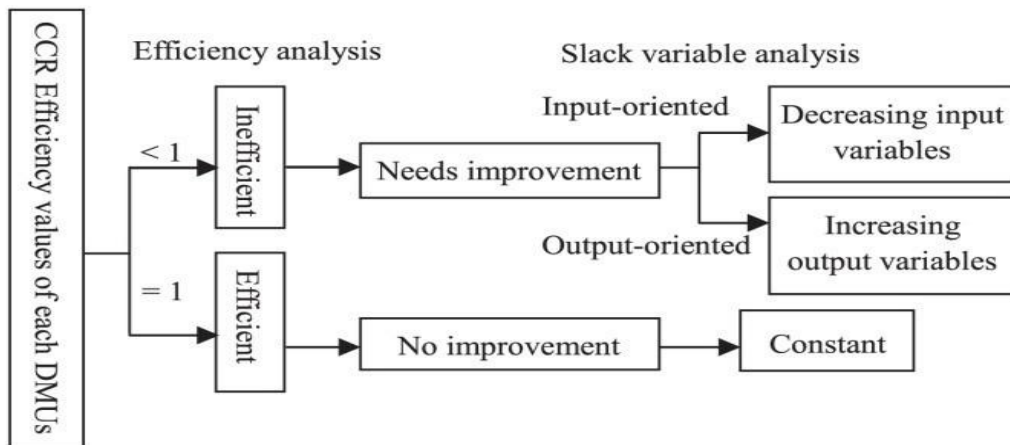 CCR Efficiency values of each DMUs
Efficiency analysis
Slack variable analysis
< 1
Inefficient
Needs improvement
Input-oriented
Decreasing input
variables
Output-oriented
Increasing
output variables
= 1
Efficient
No improvement
Constant